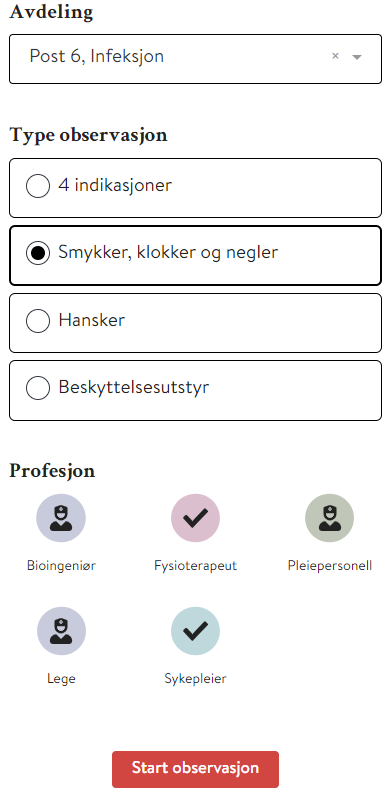 Avdeling
Post 6, Infeksjon ×
Type observasjon
4 indikasjoner
Smykker, klokker og negler
Hansker
Beskyttelsesutstyr
Profesjon
Bioingeniør Fysioterapeut Pleiepersonell
Lege Sykepleier
Start observasjon